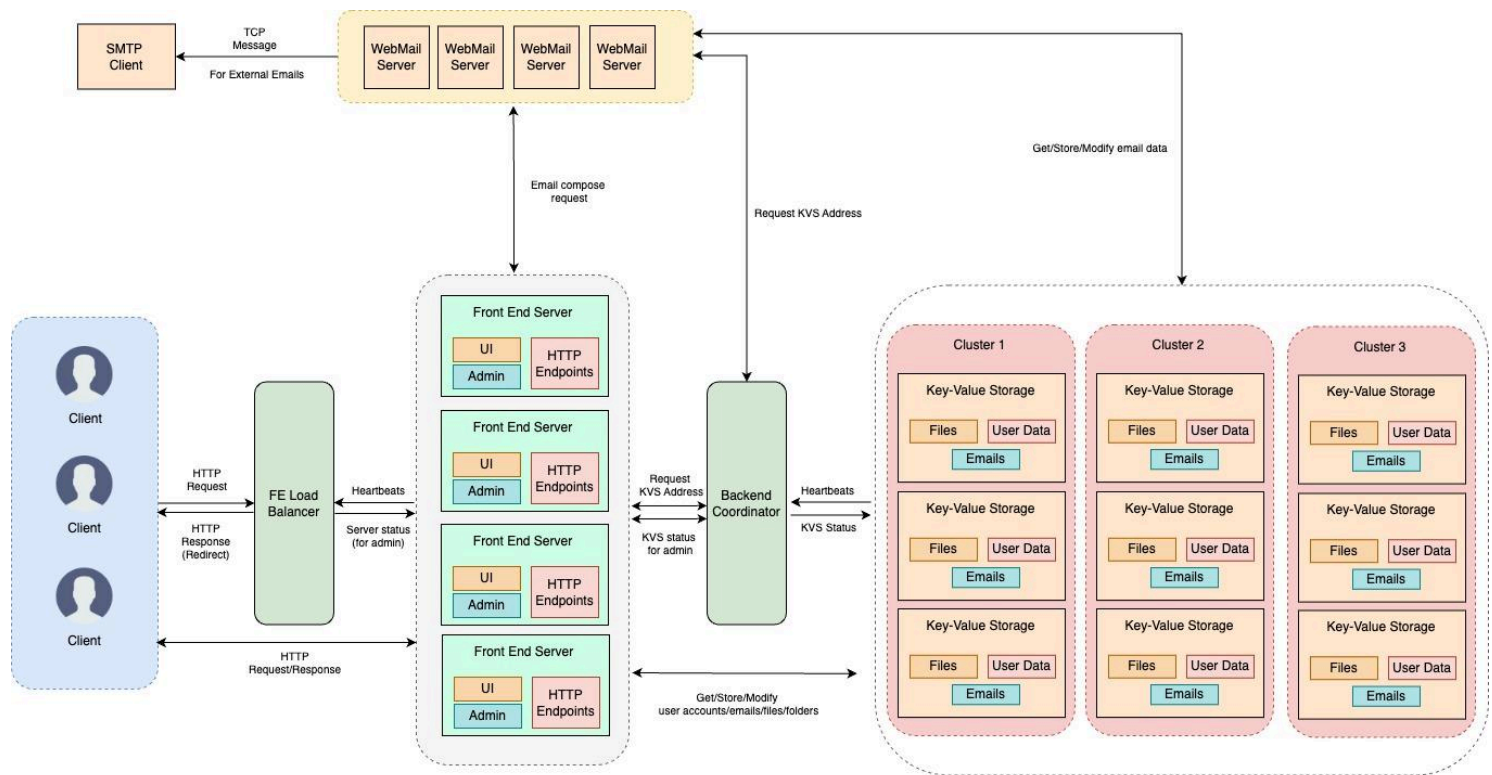 SMTP
Client
TCP
Message
For External Emails
WebMail
Server
WebMail
Server
WebMail
Server
WebMail
Server
Get/Store/Modify email data
Email compose
request
Request KVS Address
Client
Client
Client
HTTP
Request
HTTP
Response
(Redirect)
HTTP
Request/Response
FE Load
Balancer
Heartbeats
Server status
(for admin)
Front End Server
UI
Admin
HTTP
Endpoints
Front End Server
UI
Admin
HTTP
Endpoints
Front End Server
UI
Admin
HTTP
Endpoints
Front End Server
UI
Admin
HTTP
Endpoints
Request
KVS Address
KVS status
for admin
Get/Store/Modify
user accounts/emails/files/folders
Backend
Coordinator
Heartbeats
KVS Status
Cluster 1
Key-Value Storage
Files
User Data
Emails
Key-Value Storage
Files
User Data
Emails
Key-Value Storage
Files
User Data
Emails
Cluster 2
Key-Value Storage
Files
User Data
Emails
Key-Value Storage
Files
User Data
Emails
Key-Value Storage
Files
User Data
Emails
Cluster 3
Key-Value Storage
Files
User Data
Emails
Key-Value Storage
Files
User Data
Emails
Key-Value Storage
Files
User Data
Emails